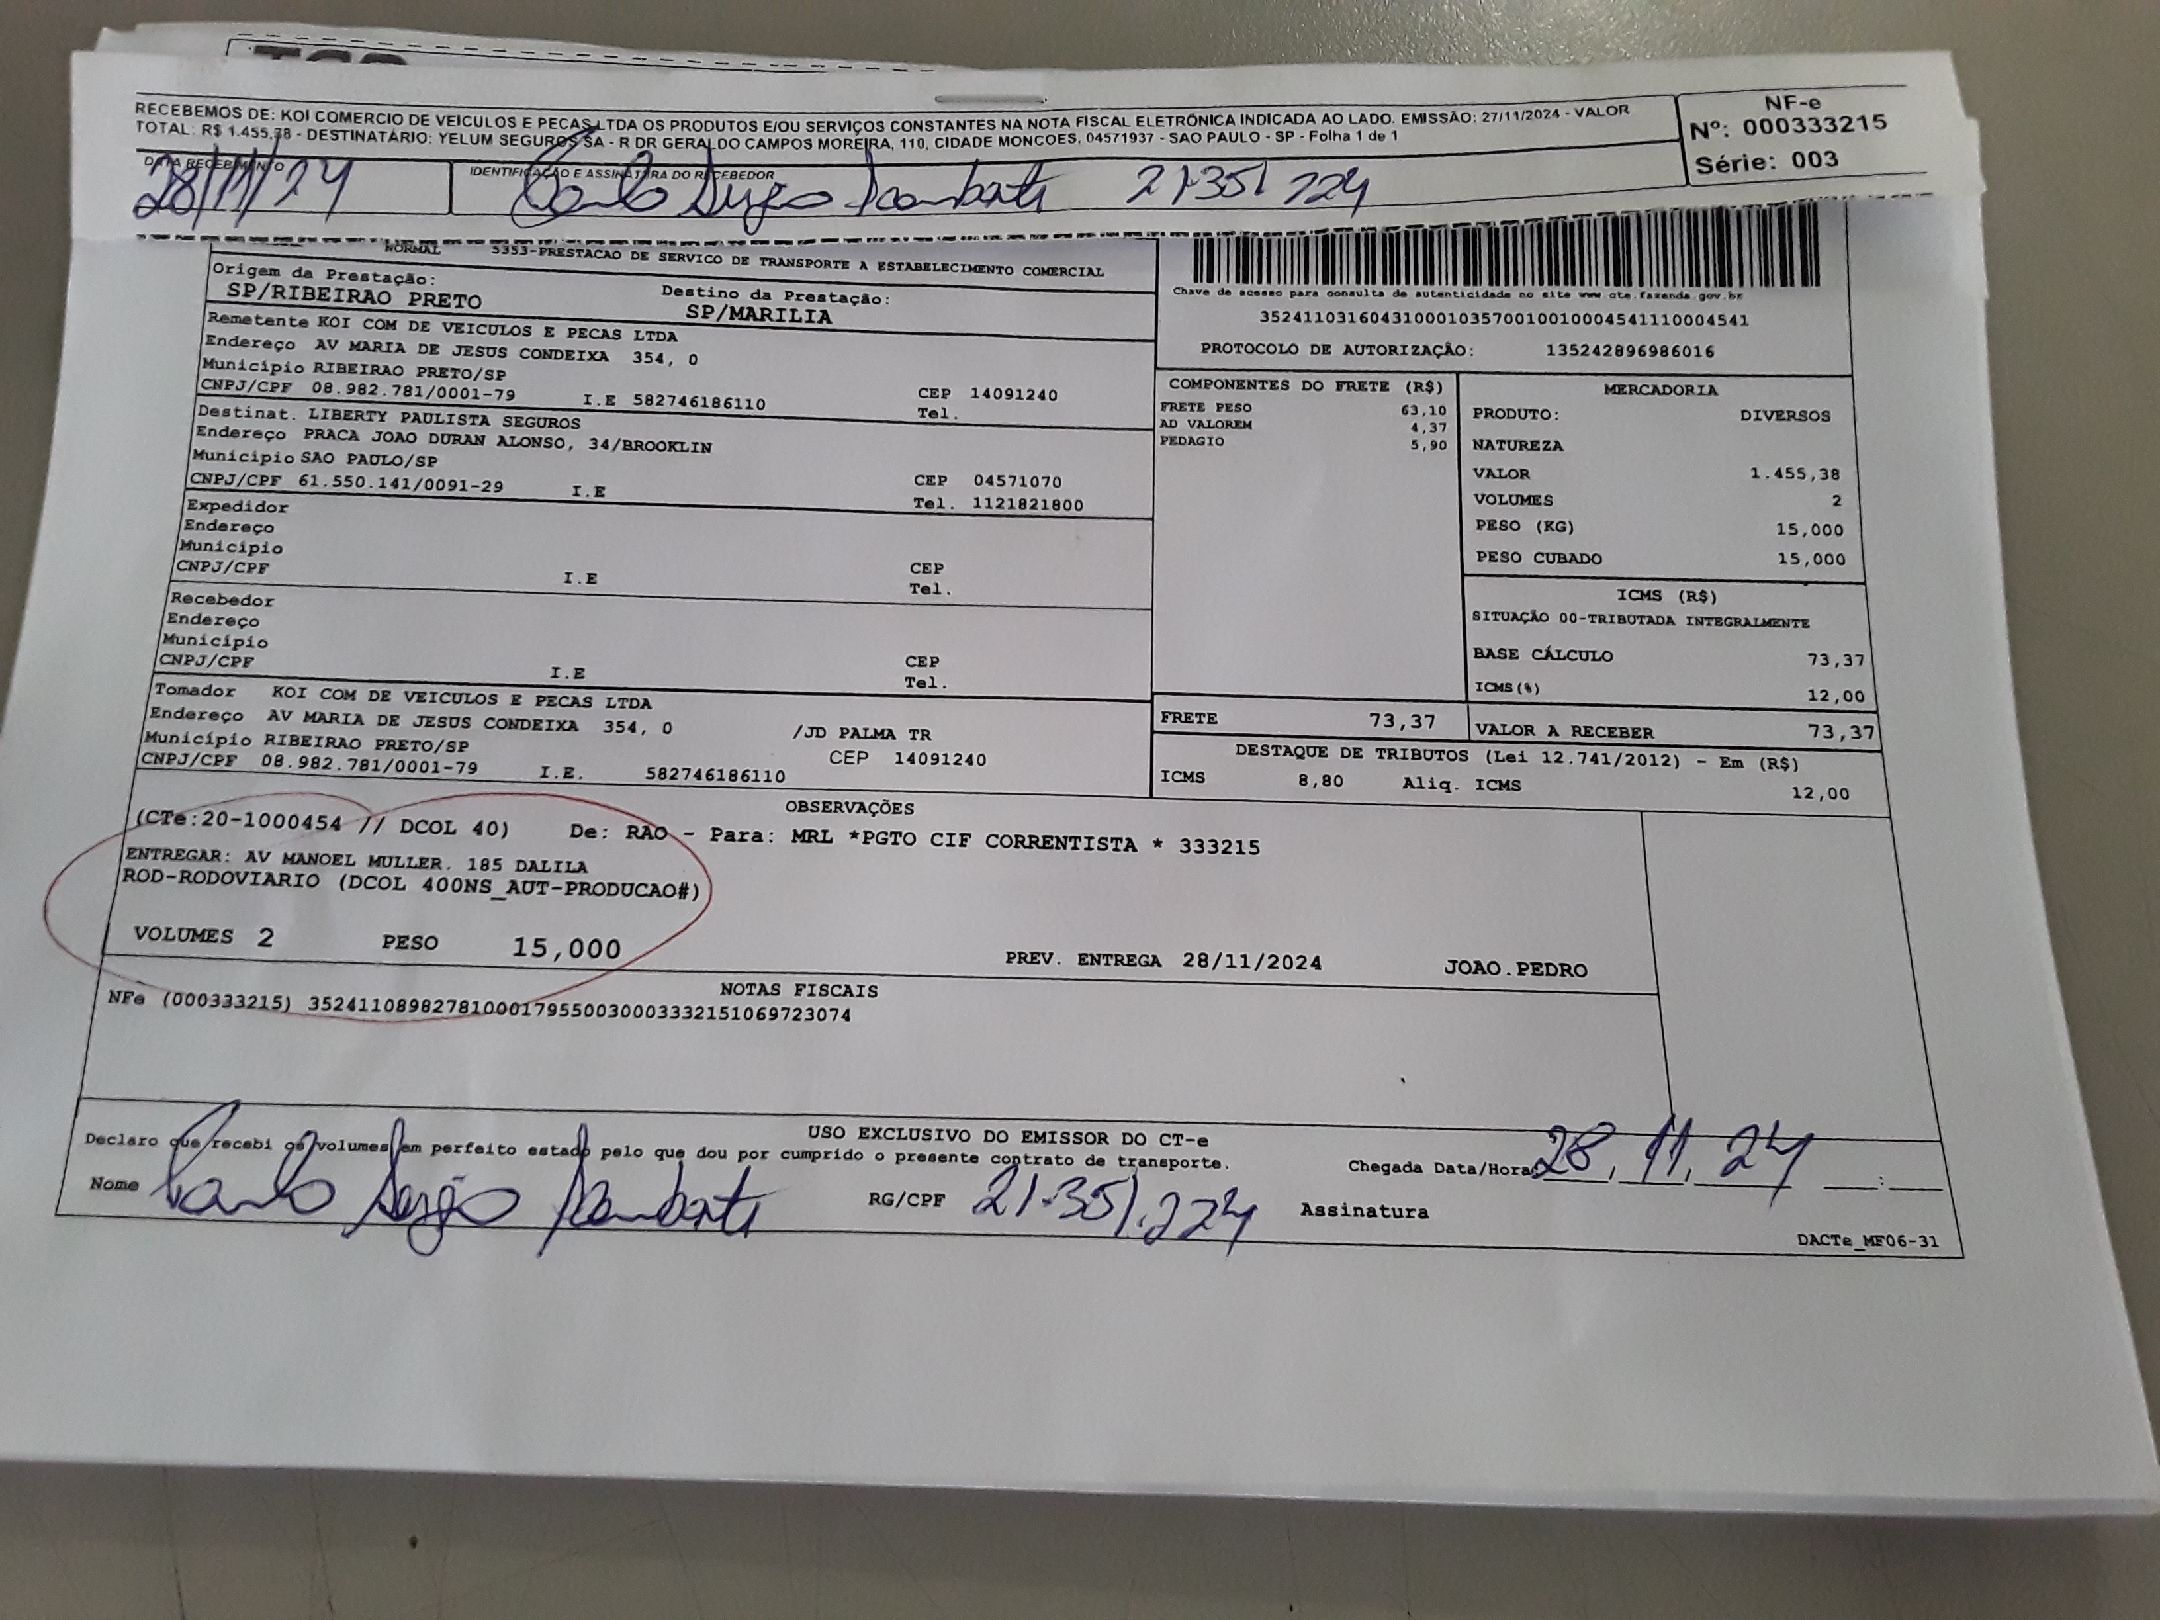 RECEBEMOS DE: KOI COMERCIO DE VEICULOS E PECAS LTDA OS PRODUTOS E/OU SERVIÇOS CONSTANTES NA NOTA FISCAL ELETRÔNICA INDICADA AO LADO. EMISSÃO: 27/11/2024 - VALOR
TOTAL: R$ 1.455,38 - DESTINATÁRIO: YELUM SEGUROS SA - R DR GERALDO CAMPOS MOREIRA, 110, CIDADE MONCOES, 04571937 - SAO PAULO - SP - Folha 1 de 1
NF-e
Nº: 000333215
Série: 003
DATA RECEBIMENTO
28/11/24
IDENTIFICAÇÃO E ASSINATURA DO RECEBEDOR
21.351.224
NORMAL 5353-PRESTACAO DE SERVICO DE TRANSPORTE A ESTABELECIMENTO COMERCIAL
Origem da Prestação:
SP/RIBEIRAO PRETO
Destino da Prestação:
SP/MARILIA
Chave de acesso para consulta de autenticidade no site www.cte.fazenda.gov.br
35241103160431000103570010010004541110004541
PROTOCOLO DE AUTORIZAÇÃO: 135242896986016
Remetente KOI COM DE VEICULOS E PECAS LTDA
Endereço AV MARIA DE JESUS CONDEIXA 354, 0
Município RIBEIRAO PRETO/SP CEP 14091240
CNPJ/CPF 08.982.781/0001-79 I.E 582746186110 Tel.
Destinat. LIBERTY PAULISTA SEGUROS
Endereço PRACA JOAO DURAN ALONSO, 34/BROOKLIN
Município SAO PAULO/SP CEP 04571070
CNPJ/CPF 61.550.141/0091-29 I.E Tel. 1121821800
Expedidor
Endereço
Município CEP
CNPJ/CPF I.E Tel.
Recebedor
Endereço
Município CEP
CNPJ/CPF I.E Tel.
Tomador KOI COM DE VEICULOS E PECAS LTDA
Endereço AV MARIA DE JESUS CONDEIXA 354, 0 /JD PALMA TR
Município RIBEIRAO PRETO/SP CEP 14091240
CNPJ/CPF 08.982.781/0001-79 I.E. 582746186110
COMPONENTES DO FRETE (R$)
FRETE PESO 63,10
AD VALOREM 4,37
PEDAGIO 5,90
MERCADORIA
PRODUTO: DIVERSOS
NATUREZA
VALOR 1.455,38
VOLUMES 2
PESO (KG) 15,000
PESO CUBADO 15,000
ICMS (R$)
SITUAÇÃO 00-TRIBUTADA INTEGRALMENTE
BASE CÁLCULO 73,37
ICMS(%) 12,00
FRETE 73,37
VALOR A RECEBER 73,37
DESTAQUE DE TRIBUTOS (Lei 12.741/2012) - Em (R$)
ICMS 8,80 Aliq. ICMS 12,00
OBSERVAÇÕES
(CTe:20-1000454 // DCOL 40) De: RAO - Para: MRL *PGTO CIF CORRENTISTA * 333215
ENTREGAR: AV MANOEL MULLER. 185 DALILA
ROD-RODOVIARIO (DCOL 400NS_AUT-PRODUCAO#)
VOLUMES 2 PESO 15,000
PREV. ENTREGA 28/11/2024 JOAO.PEDRO
NOTAS FISCAIS
NFe (000333215) 35241108982781000179550030003332151069723074
USO EXCLUSIVO DO EMISSOR DO CT-e
Declaro que recebi os volumes em perfeito estado pelo que dou por cumprido o presente contrato de transporte.
Chegada Data/Hora 28, 11, 24 :
Nome
RG/CPF 21.351.224
Assinatura
DACTe_MF06-31